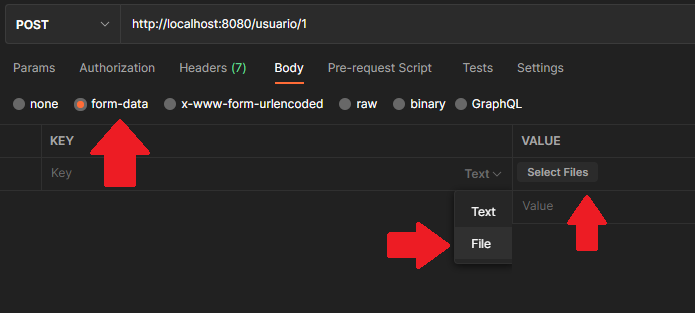 POST http://localhost:8080/usuario/1
Params Authorization Headers (7) Body Pre-request Script Tests Settings
none form-data x-www-form-urlencoded raw binary GraphQL
KEY VALUE
Key Text Select Files
Text Value
File